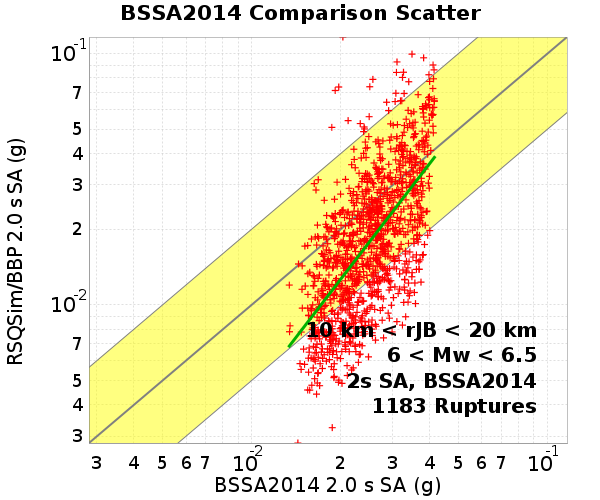 BSSA2014 Comparison Scatter
RSQSim/BBP 2.0 s SA (g)
10-1
7
5
4
3
2
10-2
7
5
4
3
10 km < rJB < 20 km
6 < Mw < 6.5
2s SA, BSSA2014
1183 Ruptures
3 4 5 6 7 10-2 2 3 4 5 6 7 10-1
BSSA2014 2.0 s SA (g)